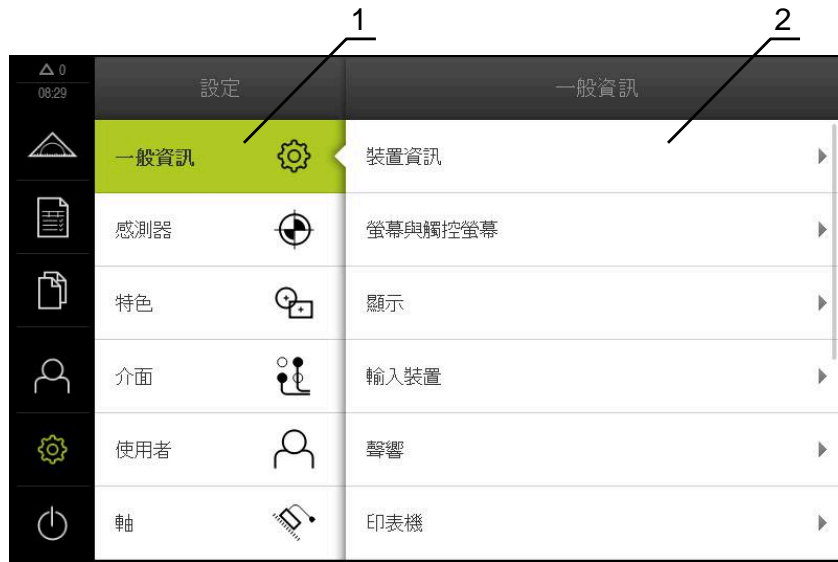 1
2
△ 0
08:29
設定
一般資訊
一般資訊
裝置資訊
感測器
螢幕與觸控螢幕
特色
顯示
介面
輸入裝置
使用者
聲響
軸
印表機